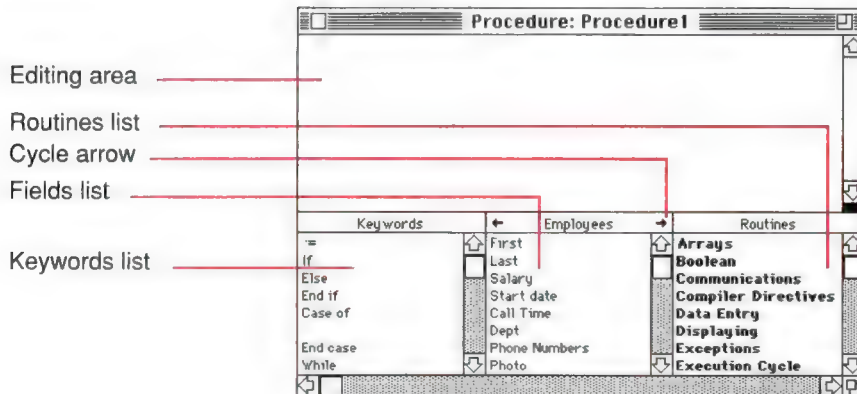 Procedure: Procedure1
Editing area
Routines list
Cycle arrow
Fields list
Keywords list
Keywords
← Employees →
Routines
:=
If
Else
End if
Case of
End case
While
First
Last
Salary
Start date
Call Time
Dept
Phone Numbers
Photo
Arrays
Boolean
Communications
Compiler Directives
Data Entry
Displaying
Exceptions
Execution Cycle